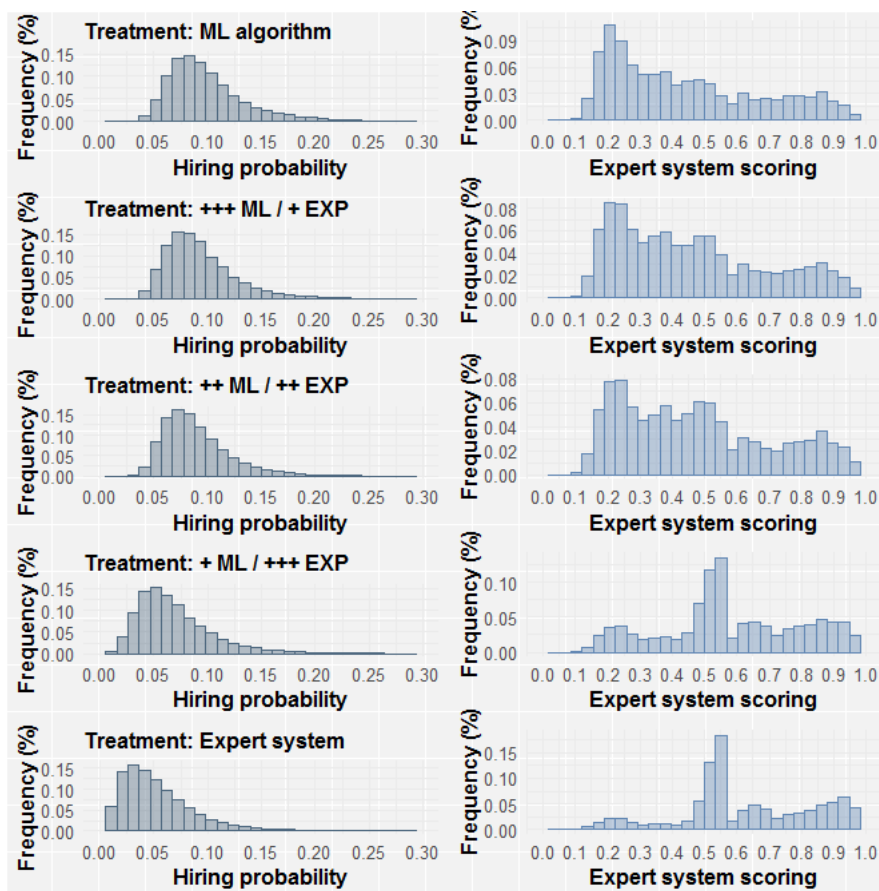 Treatment: ML algorithm
Frequency (%)
0.15
0.10
0.05
0.00
0.00 0.05 0.10 0.15 0.20 0.25 0.30
Hiring probability
Frequency (%)
0.09
0.06
0.03
0.00
0.0 0.1 0.2 0.3 0.4 0.5 0.6 0.7 0.8 0.9 1.0
Expert system scoring
Treatment: +++ ML / + EXP
Frequency (%)
0.15
0.10
0.05
0.00
0.00 0.05 0.10 0.15 0.20 0.25 0.30
Hiring probability
Frequency (%)
0.08
0.06
0.04
0.02
0.00
0.0 0.1 0.2 0.3 0.4 0.5 0.6 0.7 0.8 0.9 1.0
Expert system scoring
Treatment: ++ ML / ++ EXP
Frequency (%)
0.15
0.10
0.05
0.00
0.00 0.05 0.10 0.15 0.20 0.25 0.30
Hiring probability
Frequency (%)
0.08
0.06
0.04
0.02
0.00
0.0 0.1 0.2 0.3 0.4 0.5 0.6 0.7 0.8 0.9 1.0
Expert system scoring
Treatment: + ML / +++ EXP
Frequency (%)
0.15
0.10
0.05
0.00
0.00 0.05 0.10 0.15 0.20 0.25 0.30
Hiring probability
Frequency (%)
0.10
0.05
0.00
0.0 0.1 0.2 0.3 0.4 0.5 0.6 0.7 0.8 0.9 1.0
Expert system scoring
Treatment: Expert system
Frequency (%)
0.15
0.10
0.05
0.00
0.00 0.05 0.10 0.15 0.20 0.25 0.30
Hiring probability
Frequency (%)
0.15
0.10
0.05
0.00
0.0 0.1 0.2 0.3 0.4 0.5 0.6 0.7 0.8 0.9 1.0
Expert system scoring